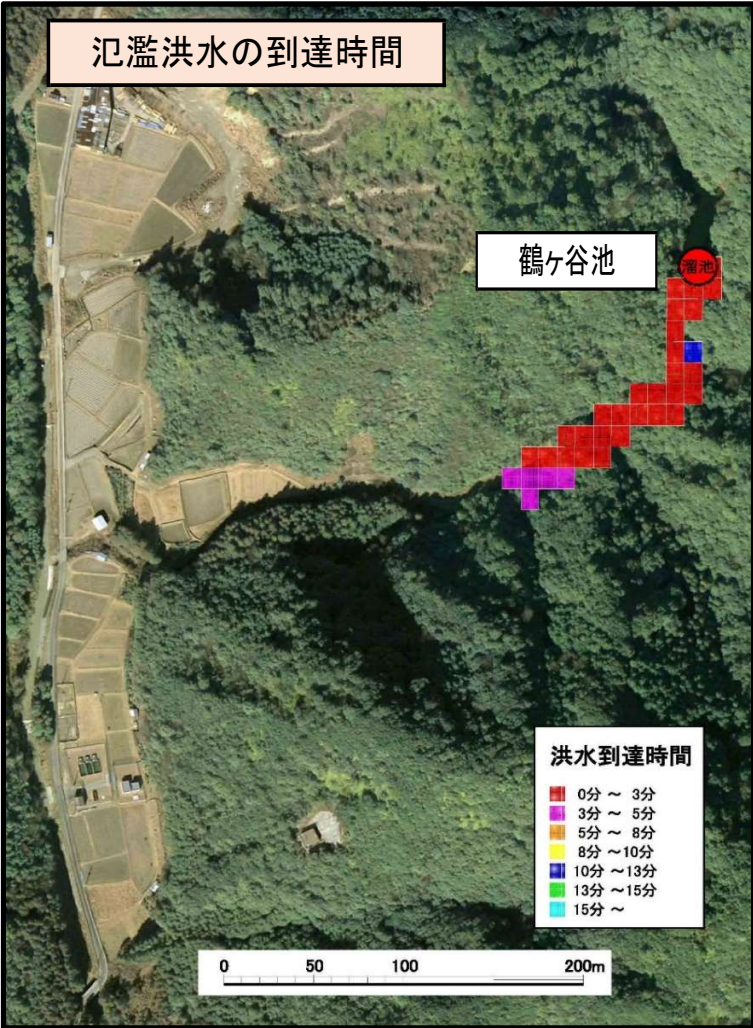 氾濫洪水の到達時間
鶴ヶ谷池
溜池
洪水到達時間
0分 ～ 3分
3分 ～ 5分
5分 ～ 8分
8分 ～10分
10分 ～13分
13分 ～15分
15分 ～
0 50 100 200m